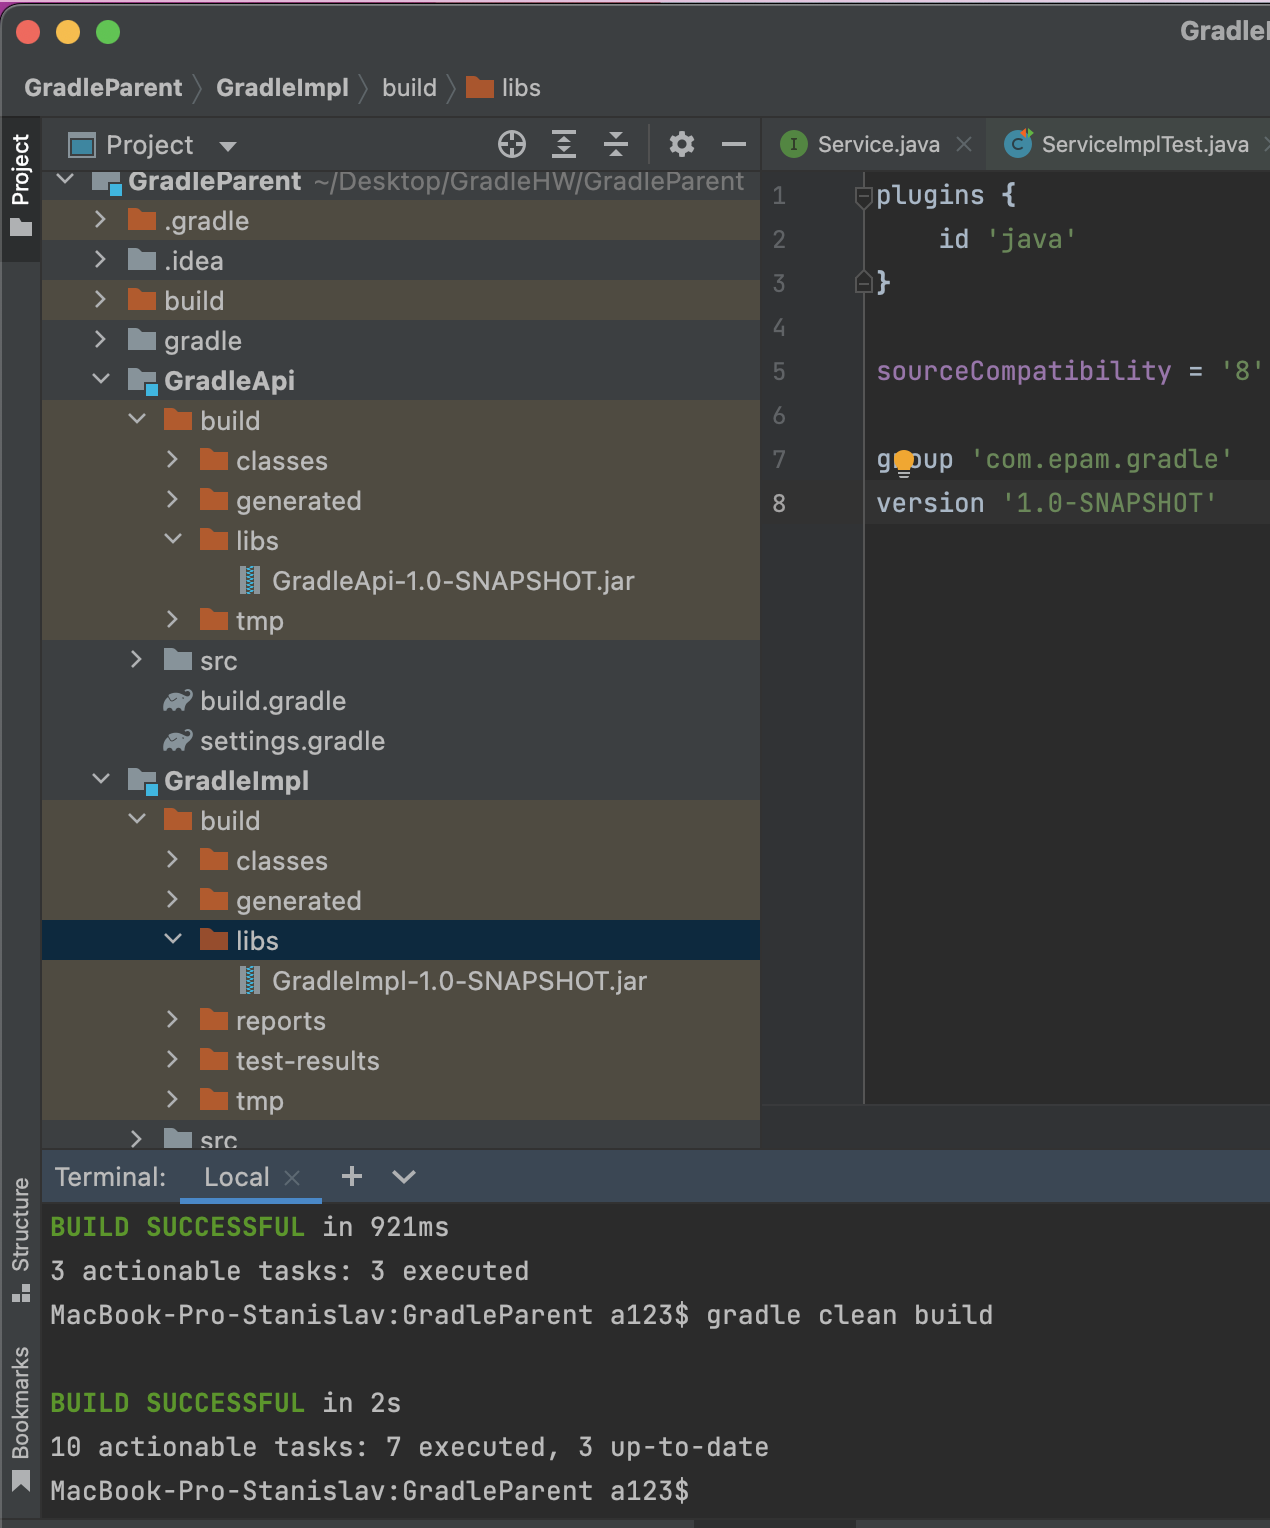 GradleI
GradleParent GradleImpl build libs
Project
Project
Service.java
ServiceImplTest.java
GradleParent ~/Desktop/GradleHW/GradleParent
.gradle
.idea
build
gradle
GradleApi
build
classes
generated
libs
GradleApi-1.0-SNAPSHOT.jar
tmp
src
build.gradle
settings.gradle
GradleImpl
build
classes
generated
libs
GradleImpl-1.0-SNAPSHOT.jar
reports
test-results
tmp
src
1 plugins {
2 id 'java'
3 }
4
5 sourceCompatibility = '8'
6
7 group 'com.epam.gradle'
8 version '1.0-SNAPSHOT'
Structure
Bookmarks
Terminal: Local
BUILD SUCCESSFUL in 921ms
3 actionable tasks: 3 executed
MacBook-Pro-Stanislav:GradleParent a123$ gradle clean build
BUILD SUCCESSFUL in 2s
10 actionable tasks: 7 executed, 3 up-to-date
MacBook-Pro-Stanislav:GradleParent a123$